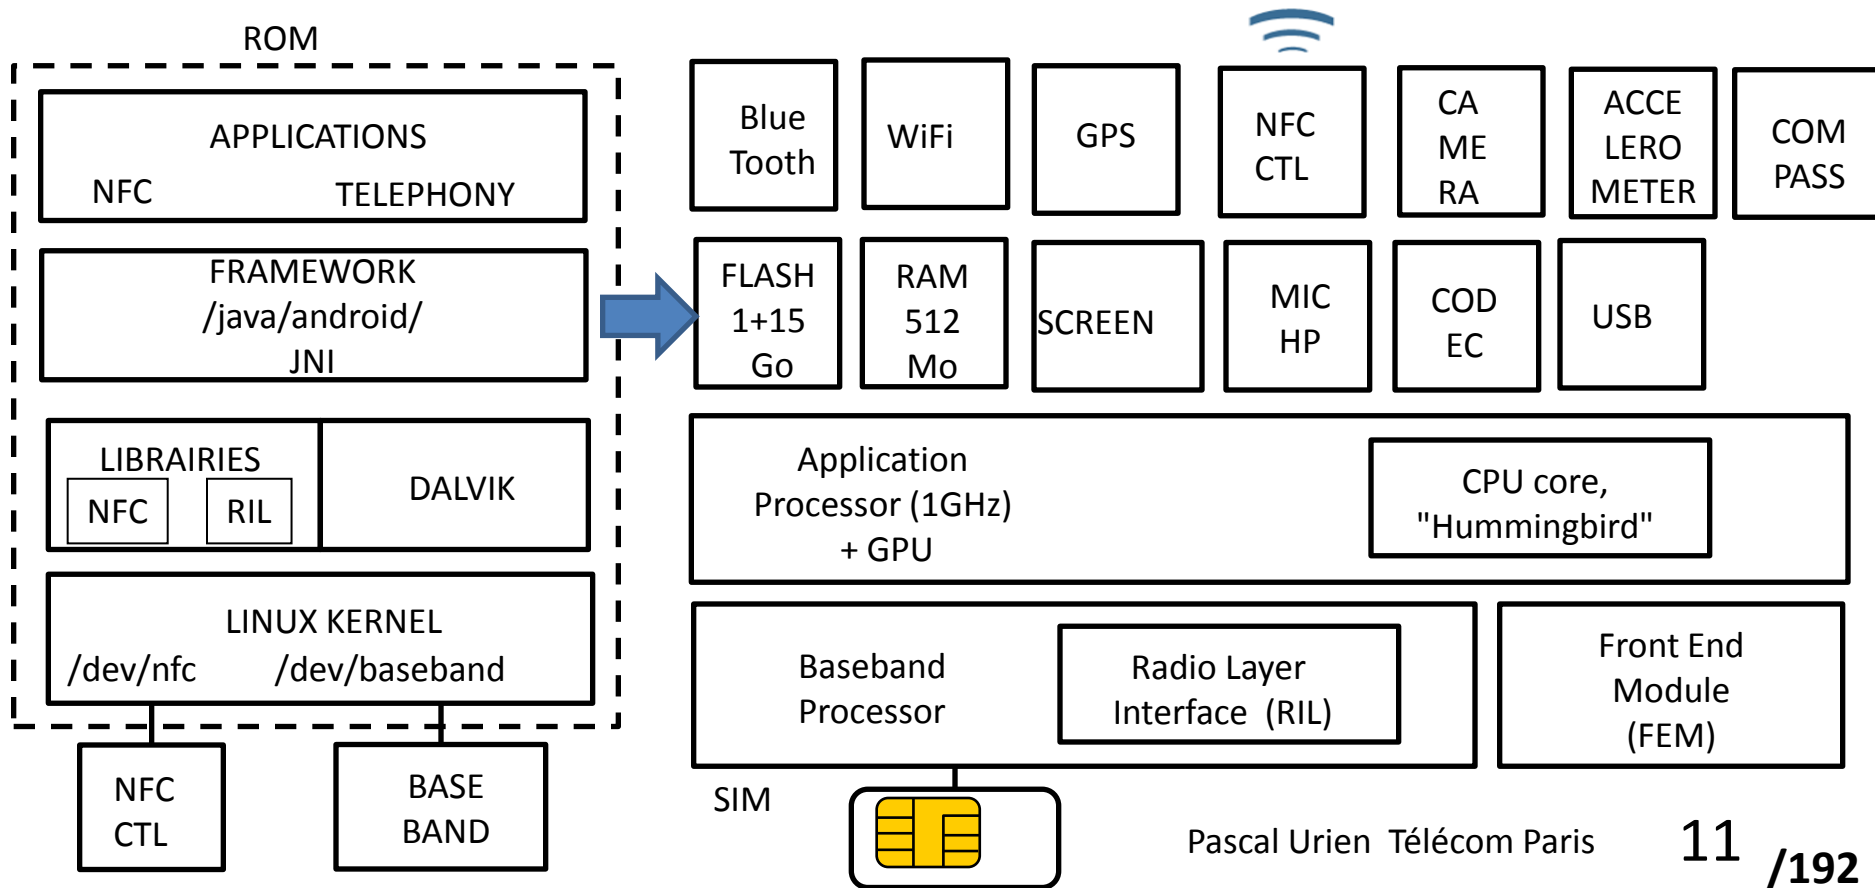 ROM
APPLICATIONS
NFC TELEPHONY
FRAMEWORK
/java/android/
JNI
LIBRAIRIES
NFC RIL
DALVIK
LINUX KERNEL
/dev/nfc /dev/baseband
NFC
CTL
BASE
BAND
Blue
Tooth
WiFi
GPS
NFC
CTL
CA
ME
RA
ACCE
LERO
METER
COM
PASS
FLASH
1+15
Go
RAM
512
Mo
SCREEN
MIC
HP
COD
EC
USB
Application
Processor (1GHz)
+ GPU
CPU core,
"Hummingbird"
Baseband
Processor
Radio Layer
Interface (RIL)
Front End
Module
(FEM)
SIM
Pascal Urien Télécom Paris
11 /192